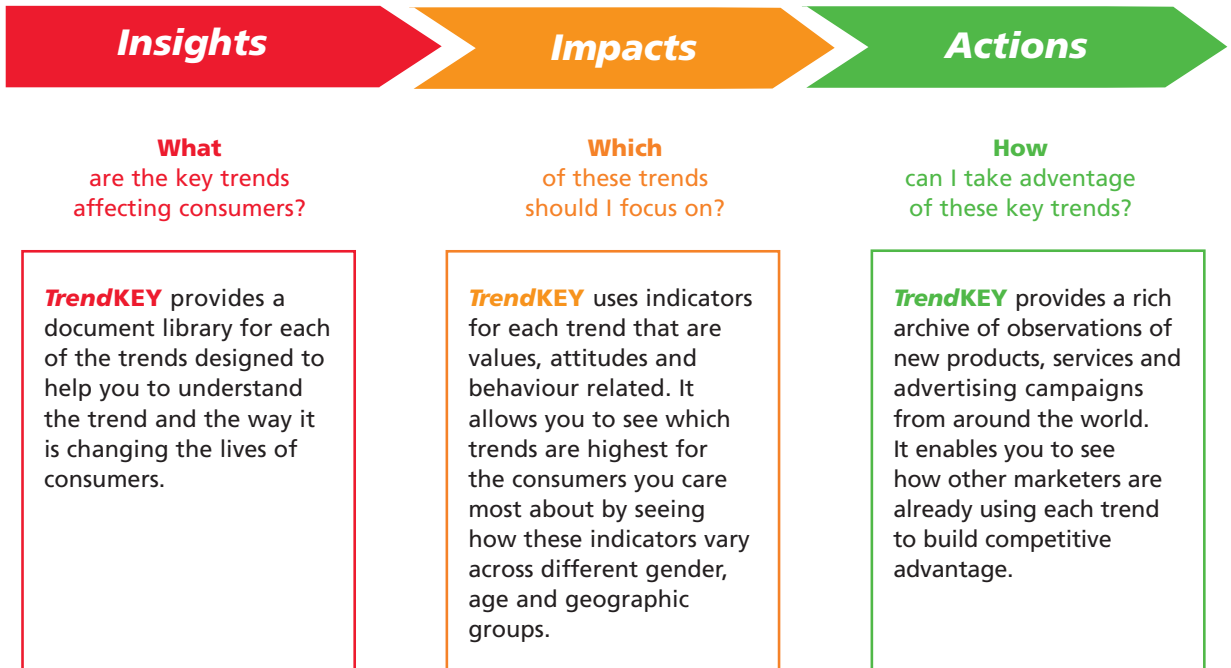 Insights
Impacts
Actions
What
are the key trends
affecting consumers?
Which
of these trends
should I focus on?
How
can I take adventage
of these key trends?
TrendKEY provides a
document library for each
of the trends designed to
help you to understand
the trend and the way it
is changing the lives of
consumers.
TrendKEY uses indicators
for each trend that are
values, attitudes and
behaviour related. It
allows you to see which
trends are highest for
the consumers you care
most about by seeing
how these indicators vary
across different gender,
age and geographic
groups.
TrendKEY provides a rich
archive of observations of
new products, services and
advertising campaigns
from around the world.
It enables you to see
how other marketers are
already using each trend
to build competitive
advantage.